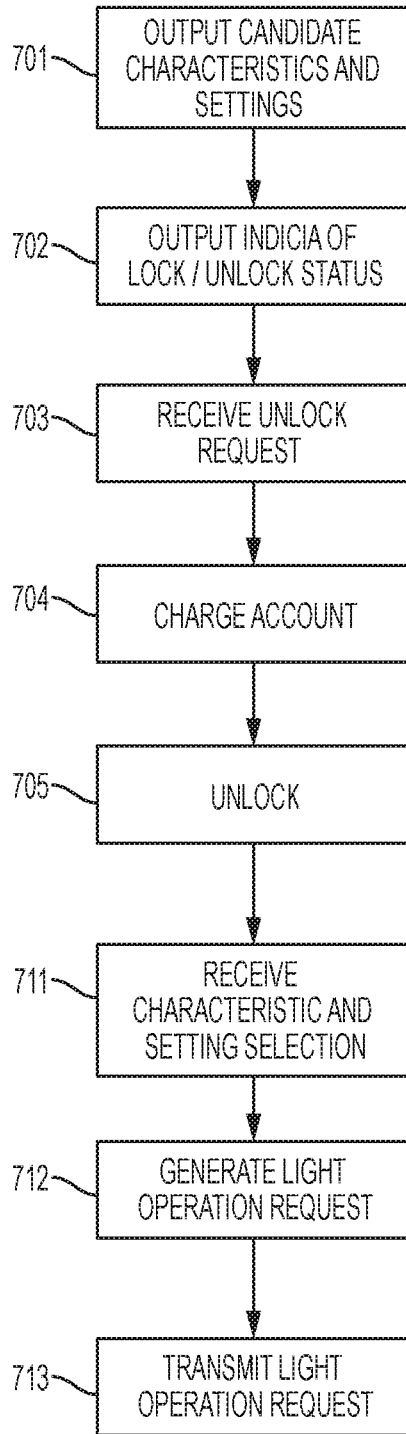 701
OUTPUT CANDIDATE
CHARACTERISTICS AND
SETTINGS
702
OUTPUT INDICIA OF
LOCK / UNLOCK STATUS
703
RECEIVE UNLOCK
REQUEST
704
CHARGE ACCOUNT
705
UNLOCK
711
RECEIVE
CHARACTERISTIC AND
SETTING SELECTION
712
GENERATE LIGHT
OPERATION REQUEST
713
TRANSMIT LIGHT
OPERATION REQUEST